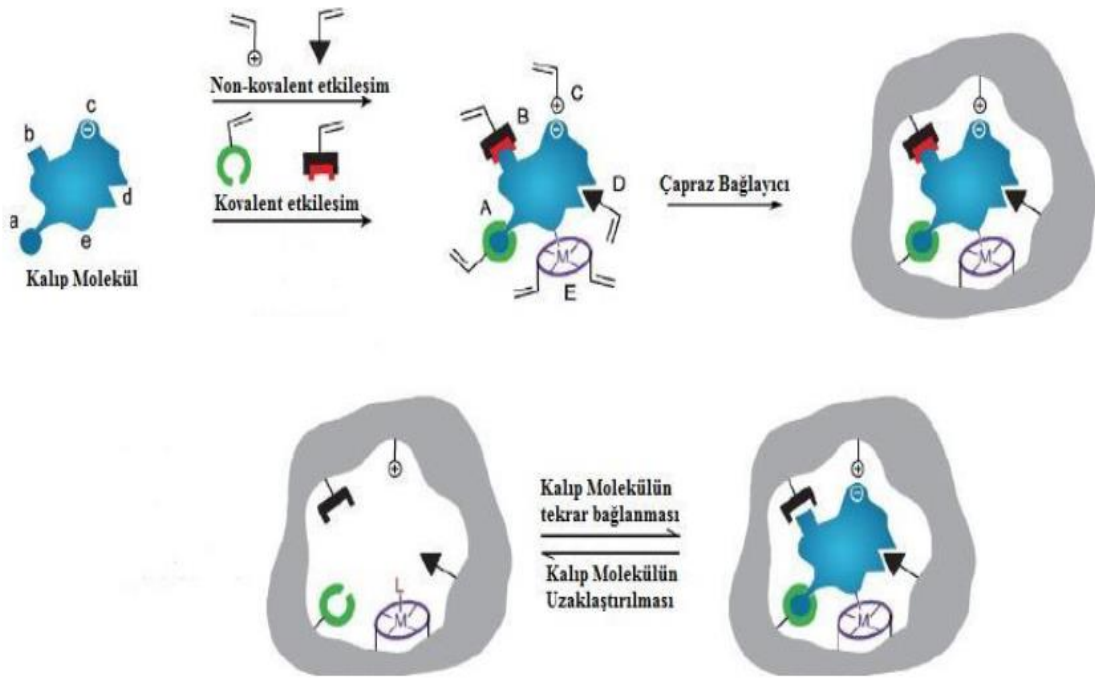 Non-kovalent etkileşim
Kovalent etkileşim
c
b
a
d
e
Kalıp Molekül
C
B
A
D
M
E
Çapraz Bağlayıcı
M
L
M
Kalıp Molekülün
tekrar bağlanması
Kalıp Molekülün
Uzaklaştırılması
M